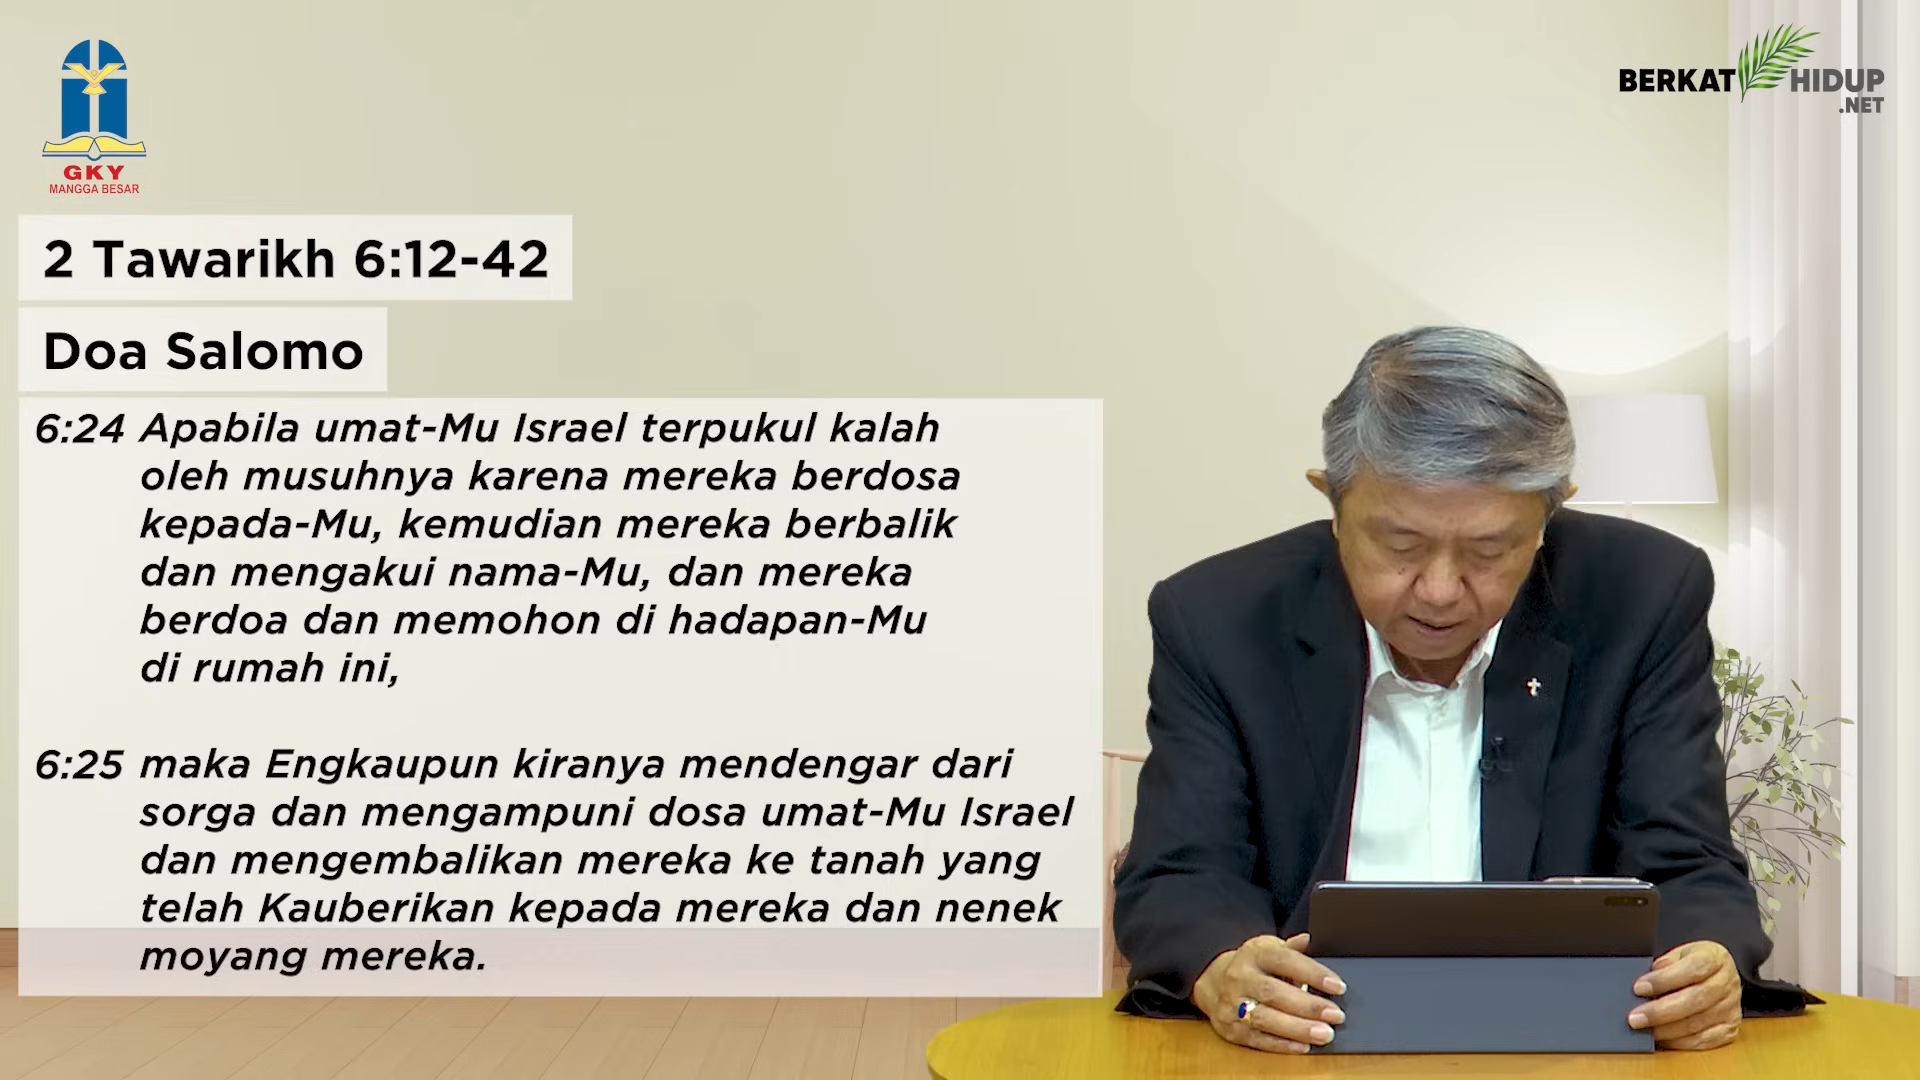 GKY
MANGGA BESAR
BERKAT HIDUP
.NET
2 Tawarikh 6:12-42
Doa Salomo
6:24 Apabila umat-Mu Israel terpukul kalah
oleh musuhnya karena mereka berdosa
kepada-Mu, kemudian mereka berbalik
dan mengakui nama-Mu, dan mereka
berdoa dan memohon di hadapan-Mu
di rumah ini,
6:25 maka Engkaupun kiranya mendengar dari
sorga dan mengampuni dosa umat-Mu Israel
dan mengembalikan mereka ke tanah yang
telah Kauberikan kepada mereka dan nenek
moyang mereka.